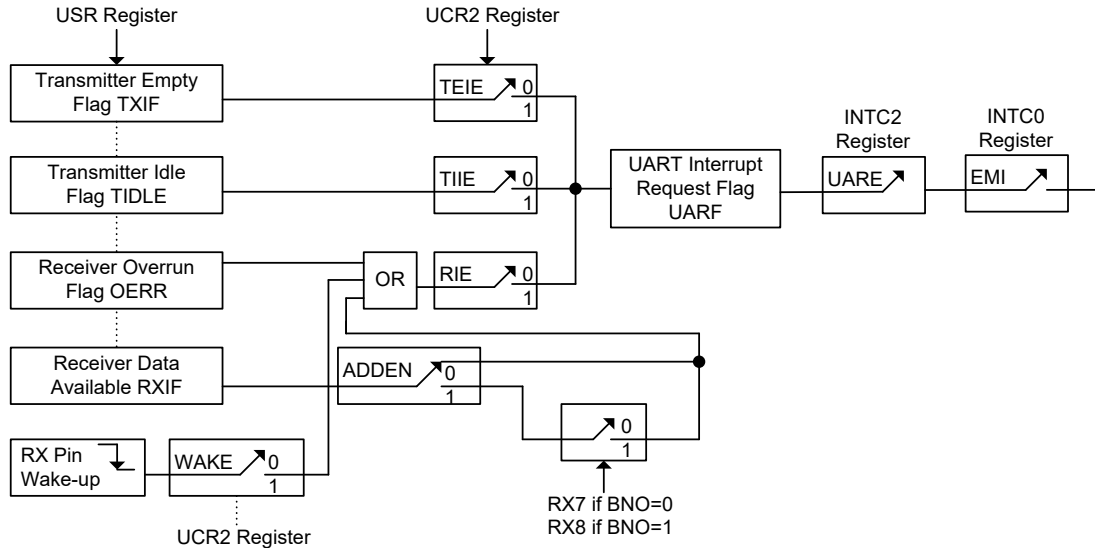 USR Register
UCR2 Register
Transmitter Empty
Flag TXIF
TEIE
0
1
INTC2
Register
INTC0
Register
Transmitter Idle
Flag TIDLE
TIIE
0
1
UART Interrupt
Request Flag
UARF
UARE
EMI
Receiver Overrun
Flag OERR
OR
RIE
0
1
Receiver Data
Available RXIF
ADDEN
0
1
0
1
RX Pin
Wake-up
WAKE
0
1
RX7 if BNO=0
RX8 if BNO=1
UCR2 Register